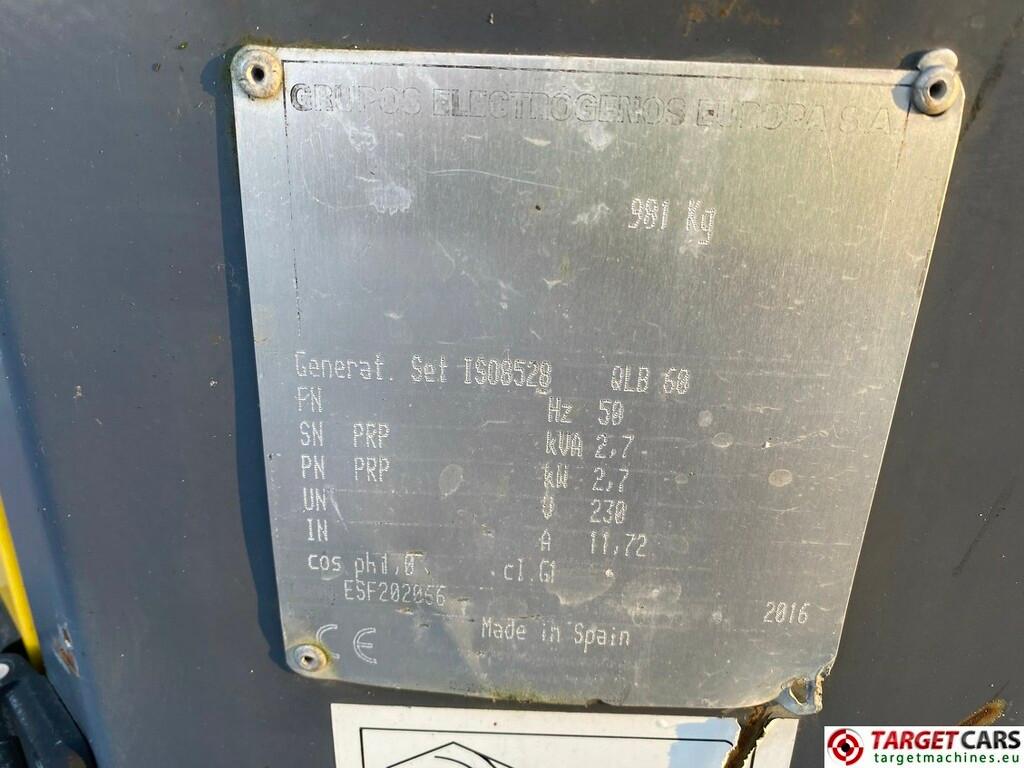 GRUPOS ELECTRÓGENOS EUROPA S.A.
981 Kg
Generat. Set ISO8528 QLB 60
PN Hz 50
SN PRP kVA 2,7
PN PRP kW 2,7
UN V 230
IN A 11,72
cos phi1,0 cl.G1
ESF202056 2016
Made in Spain
CE
TARGETCARS
targetmachines.eu